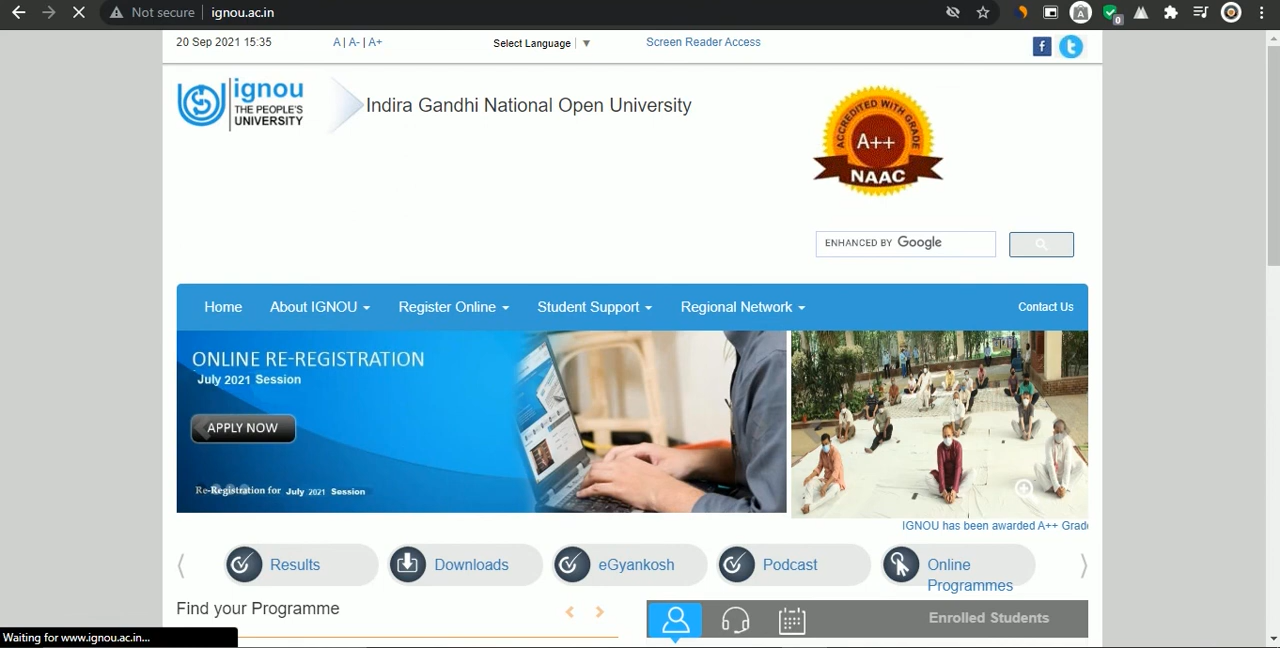 Not secure
ignou.ac.in
0
20 Sep 2021 15:35
A | A- | A+
Select Language ▼
Screen Reader Access
f
t
ignou
THE PEOPLE'S
UNIVERSITY
Indira Gandhi National Open University
ACCREDITED WITH GRADE
A++
NAAC
ENHANCED BY Google
Home
About IGNOU
Register Online
Student Support
Regional Network
Contact Us
ONLINE RE-REGISTRATION
July 2021 Session
APPLY NOW
Re-Registration for July 2021 Session
IGNOU has been awarded A++ Grade
Results
Downloads
eGyankosh
Podcast
Online
Programmes
Find your Programme
Enrolled Students
Waiting for www.ignou.ac.in...